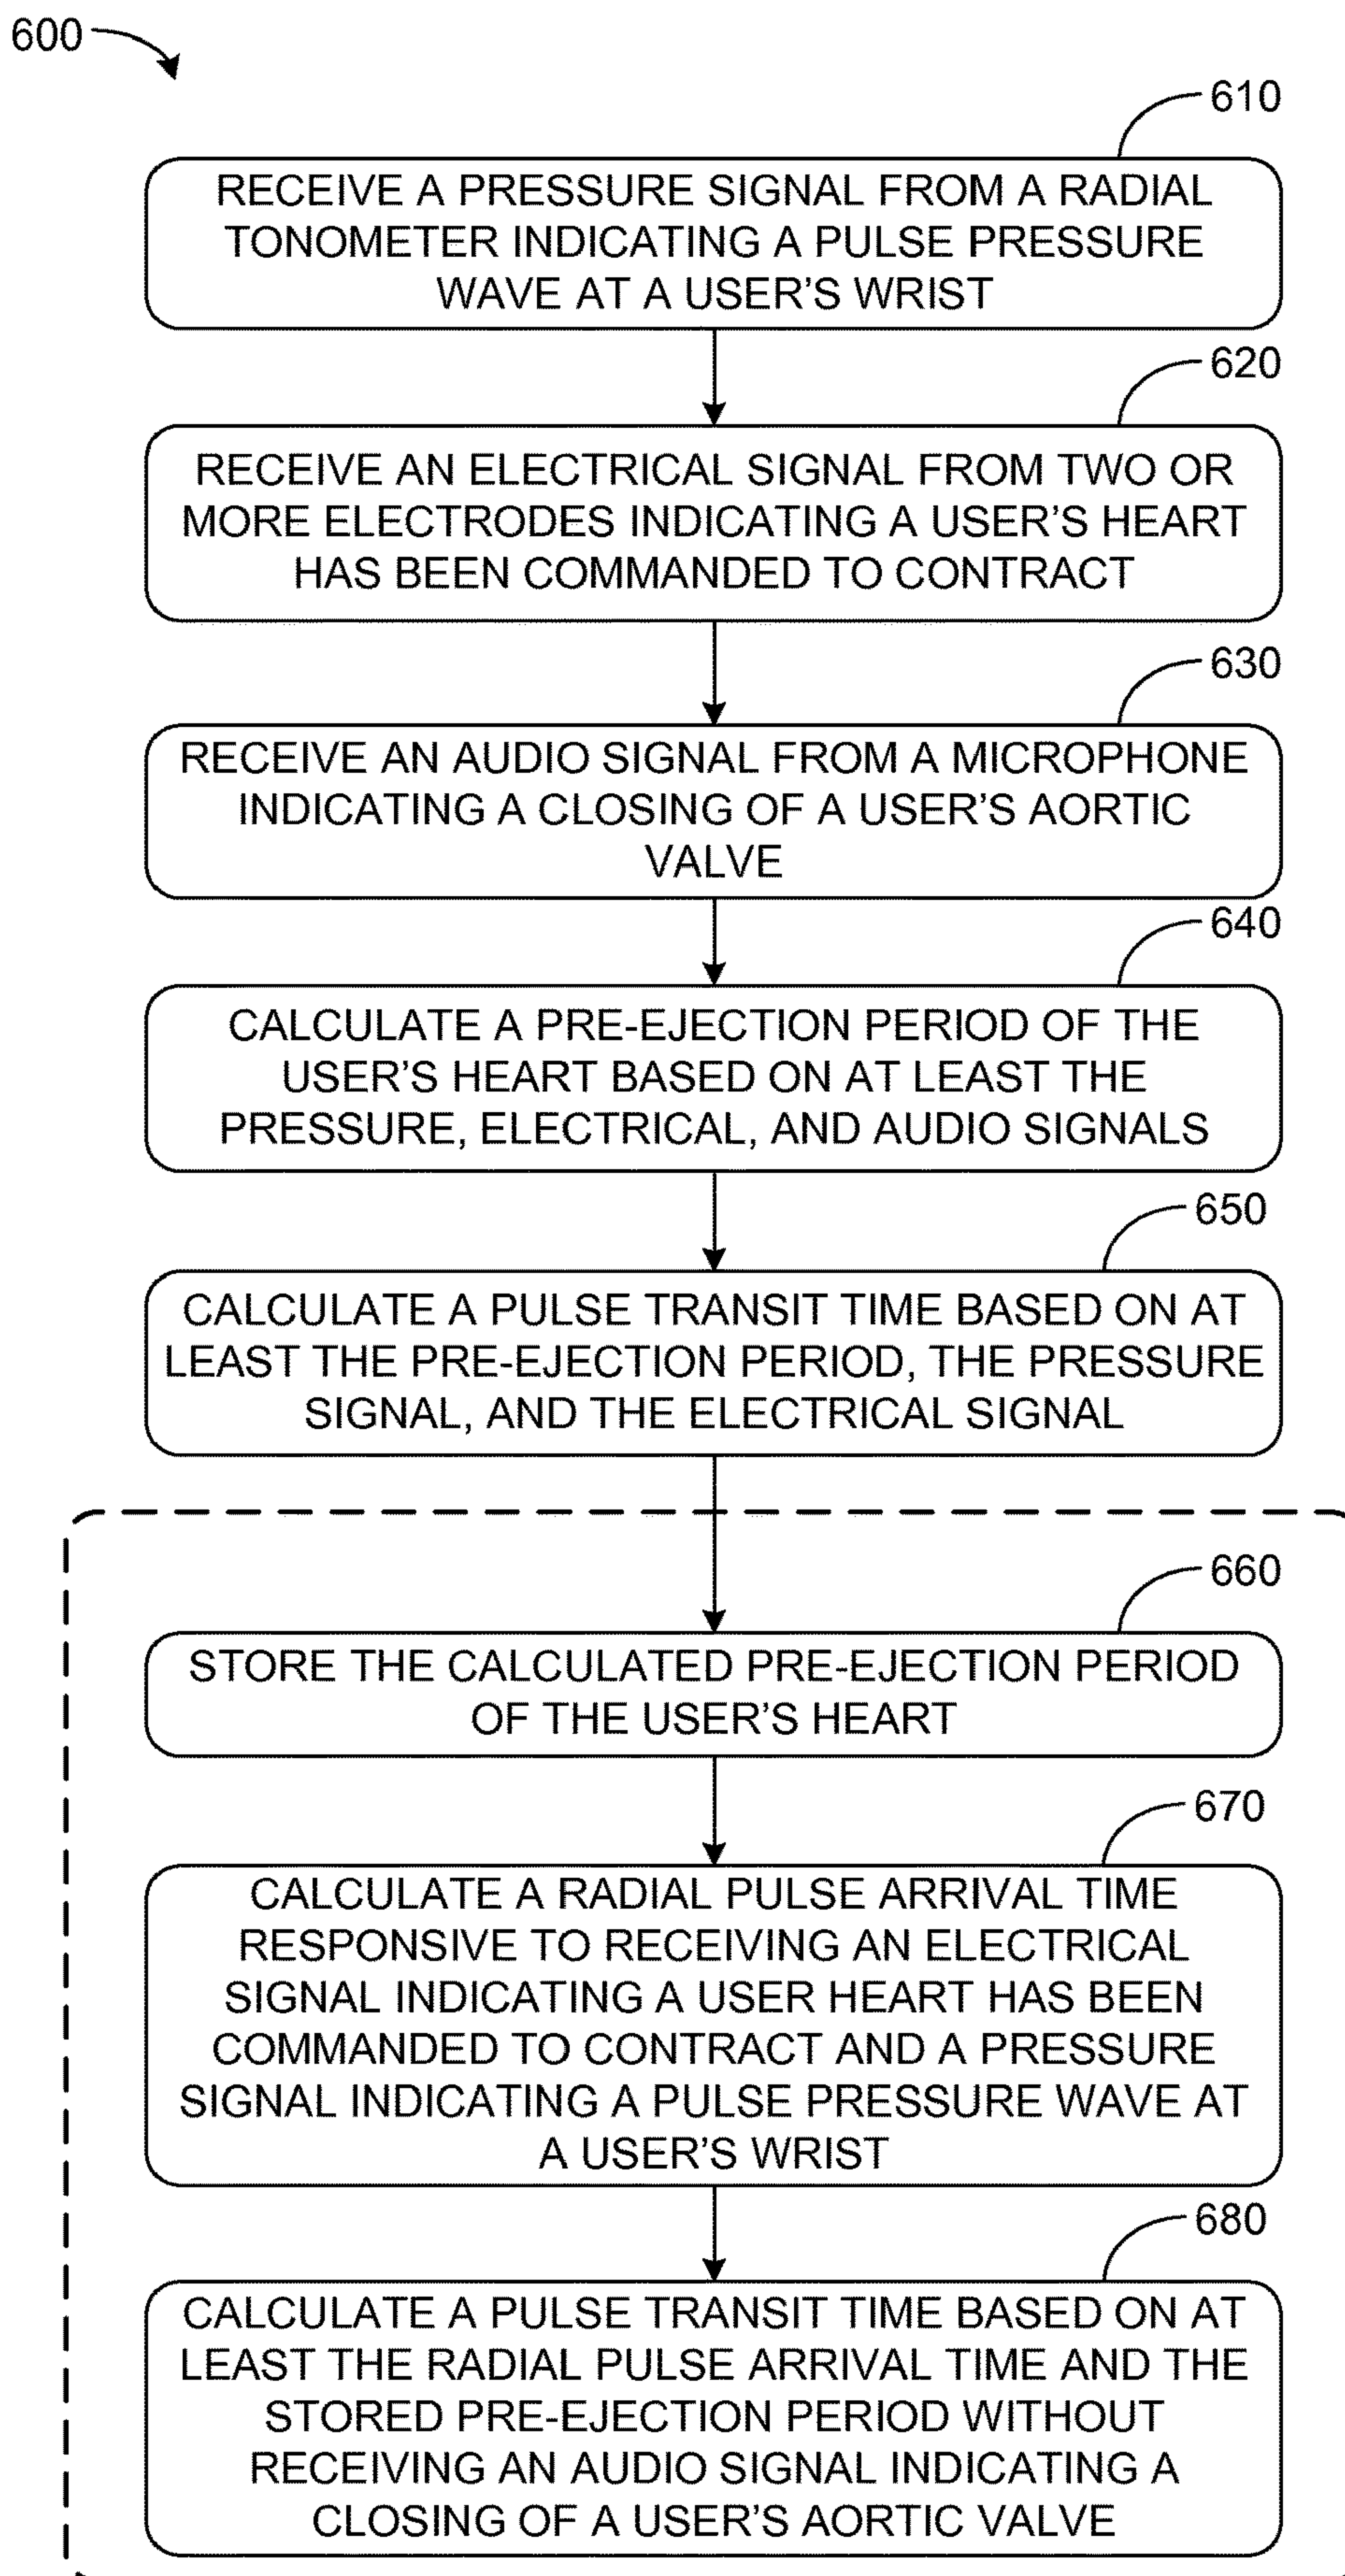 600
610
RECEIVE A PRESSURE SIGNAL FROM A RADIAL
TONOMETER INDICATING A PULSE PRESSURE
WAVE AT A USER'S WRIST
620
RECEIVE AN ELECTRICAL SIGNAL FROM TWO OR
MORE ELECTRODES INDICATING A USER'S HEART
HAS BEEN COMMANDED TO CONTRACT
630
RECEIVE AN AUDIO SIGNAL FROM A MICROPHONE
INDICATING A CLOSING OF A USER'S AORTIC
VALVE
640
CALCULATE A PRE-EJECTION PERIOD OF THE
USER'S HEART BASED ON AT LEAST THE
PRESSURE, ELECTRICAL, AND AUDIO SIGNALS
650
CALCULATE A PULSE TRANSIT TIME BASED ON AT
LEAST THE PRE-EJECTION PERIOD, THE PRESSURE
SIGNAL, AND THE ELECTRICAL SIGNAL
660
STORE THE CALCULATED PRE-EJECTION PERIOD
OF THE USER'S HEART
670
CALCULATE A RADIAL PULSE ARRIVAL TIME
RESPONSIVE TO RECEIVING AN ELECTRICAL
SIGNAL INDICATING A USER HEART HAS BEEN
COMMANDED TO CONTRACT AND A PRESSURE
SIGNAL INDICATING A PULSE PRESSURE WAVE AT
A USER'S WRIST
680
CALCULATE A PULSE TRANSIT TIME BASED ON AT
LEAST THE RADIAL PULSE ARRIVAL TIME AND THE
STORED PRE-EJECTION PERIOD WITHOUT
RECEIVING AN AUDIO SIGNAL INDICATING A
CLOSING OF A USER'S AORTIC VALVE